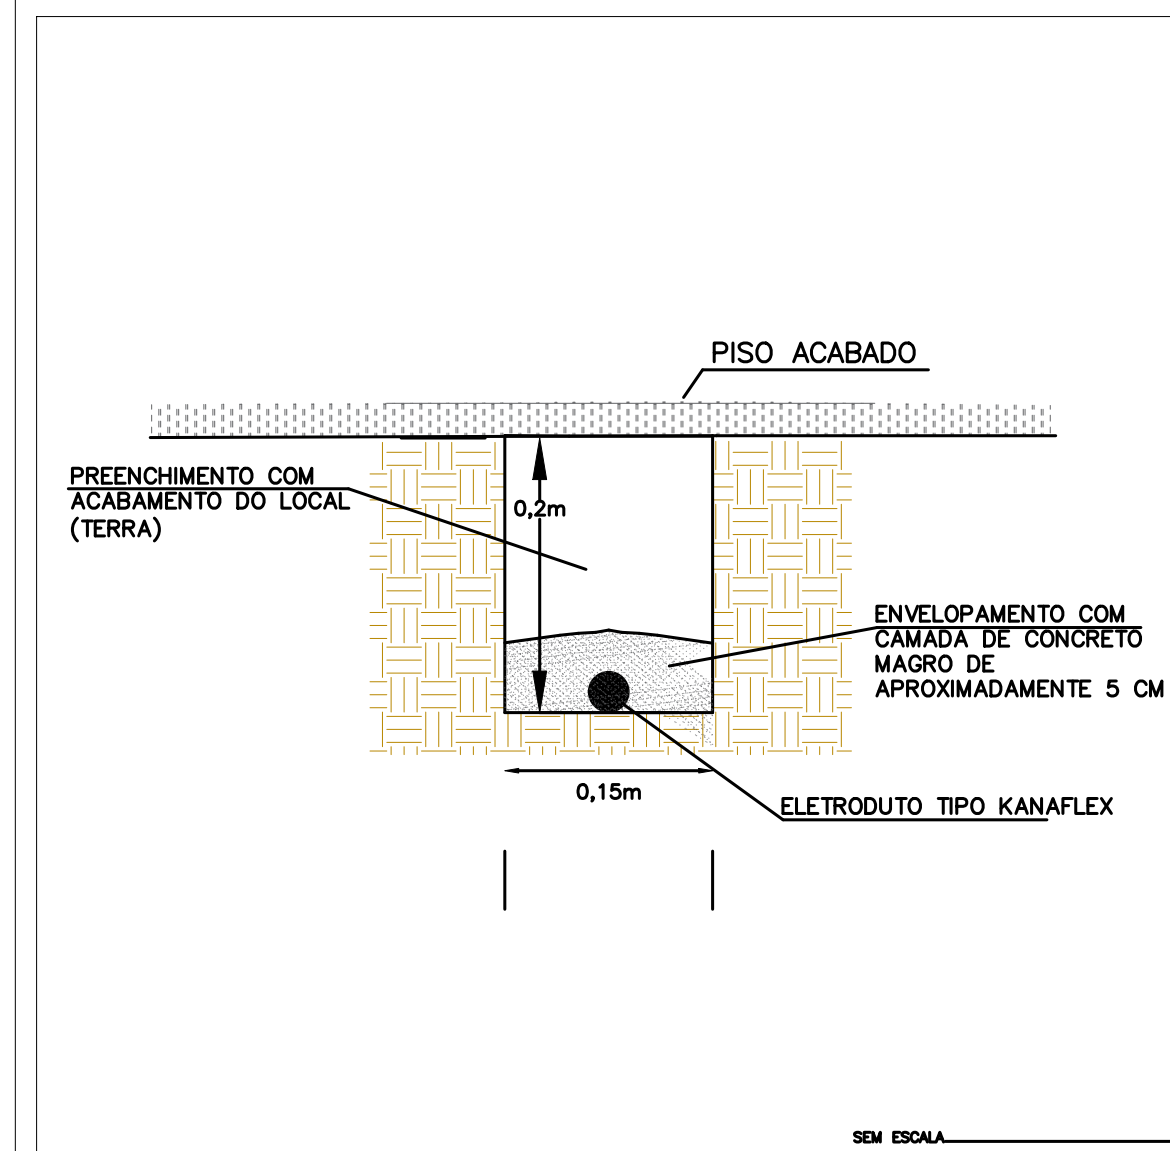 PISO ACABADO
PREENCHIMENTO COM
ACABAMENTO DO LOCAL
(TERRA)
0,2m
ENVELOPAMENTO COM
CAMADA DE CONCRETO
MAGRO DE
APROXIMADAMENTE 5 CM
0,15m
ELETRODUTO TIPO KANAFLEX
SEM ESCALA